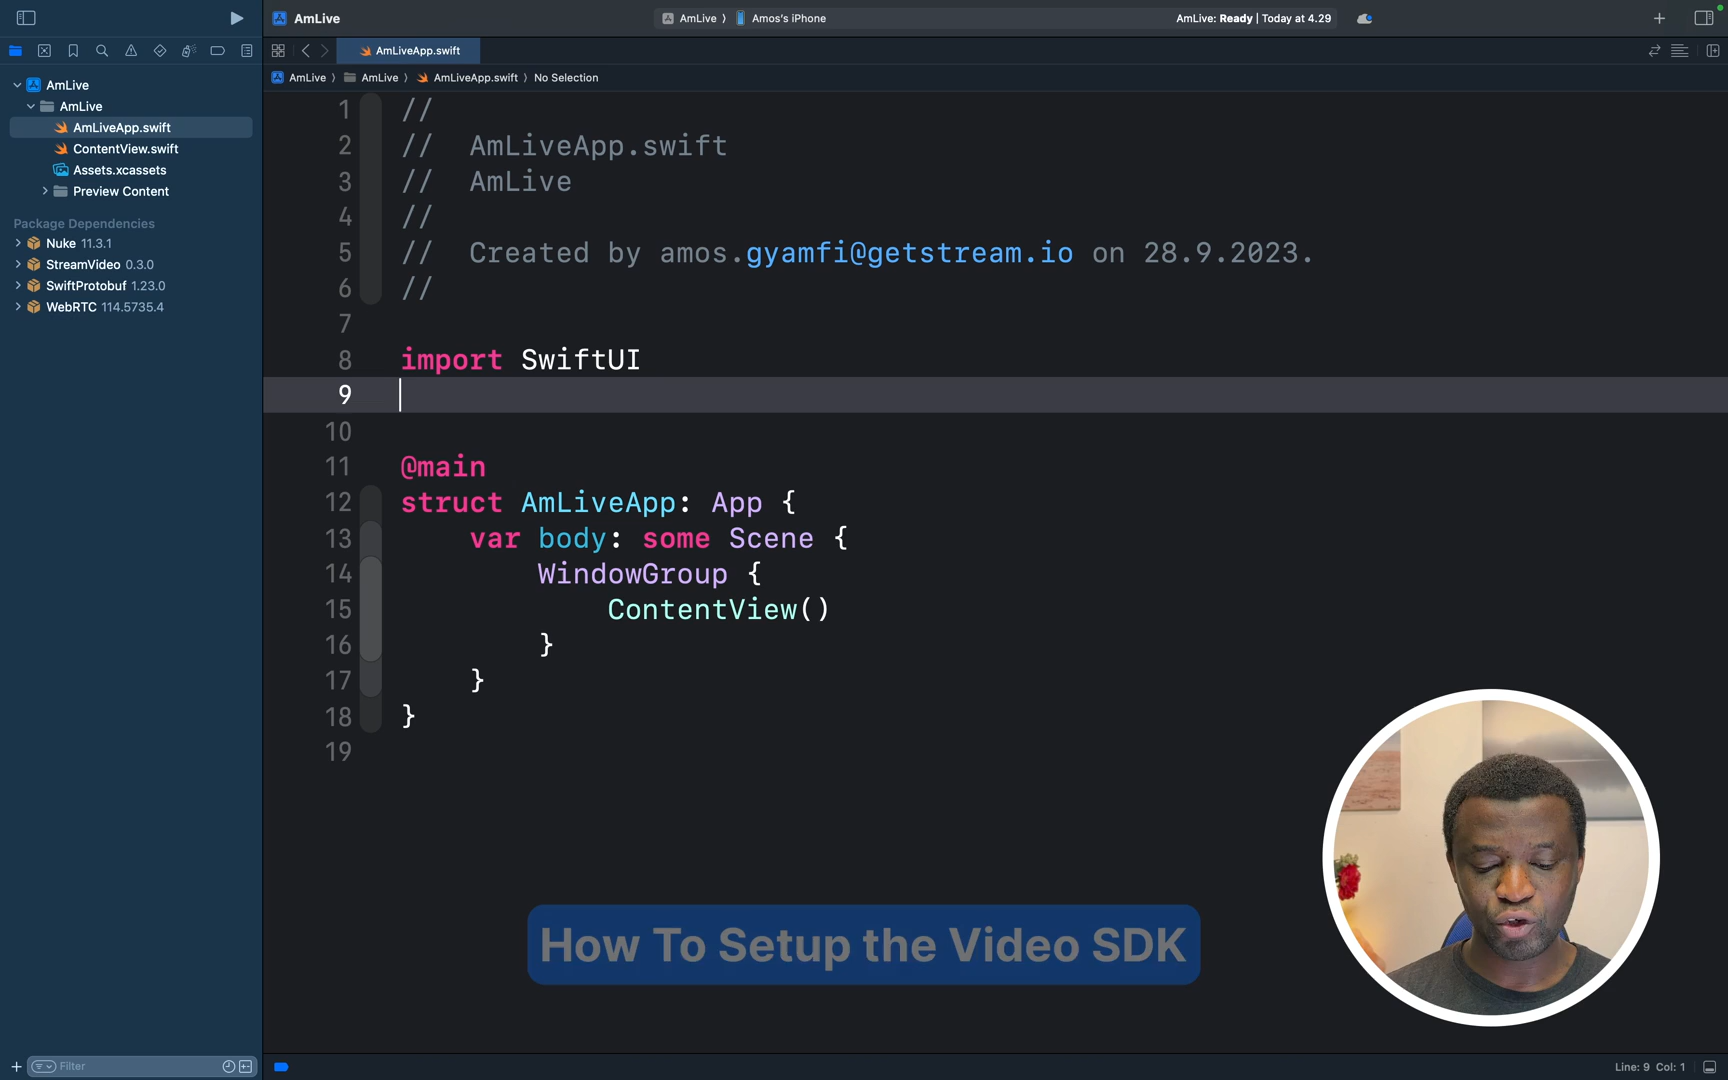 AmLive
AmLive
Amos's iPhone
AmLive: Ready | Today at 4.29
AmLiveApp.swift
AmLive
AmLive
AmLiveApp.swift
No Selection
AmLive
AmLive
AmLiveApp.swift
ContentView.swift
Assets.xcassets
Preview Content
Package Dependencies
Nuke 11.3.1
StreamVideo 0.3.0
SwiftProtobuf 1.23.0
WebRTC 114.5735.4
1 //
2 // AmLiveApp.swift
3 // AmLive
4 //
5 // Created by amos.gyamfi@getstream.io on 28.9.2023.
6 //
7
8 import SwiftUI
9
10
11 @main
12 struct AmLiveApp: App {
13 var body: some Scene {
14 WindowGroup {
15 ContentView()
16 }
17 }
18 }
19
How To Setup the Video SDK
Filter
Line: 9 Col: 1